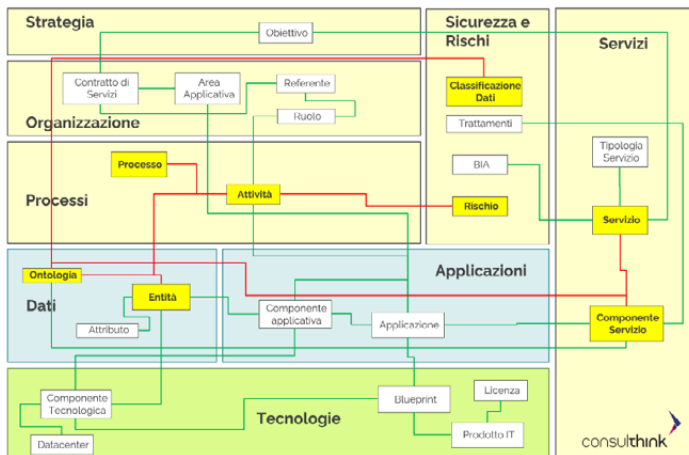 Strategia
Obiettivo
Sicurezza e
Rischi
Servizi
Contratto di
Servizi
Area
Applicativa
Referente
Ruolo
Organizzazione
Classificazione
Dati
Trattamenti
BIA
Rischio
Tipologia
Servizio
Servizio
Processo
Attività
Processi
Ontologia
Entità
Dati
Attributo
Applicazioni
Componente
applicativa
Applicazione
Componente
Servizio
Componente
Tecnologica
Datacenter
Tecnologie
Blueprint
Licenza
Prodotto IT
consulthink